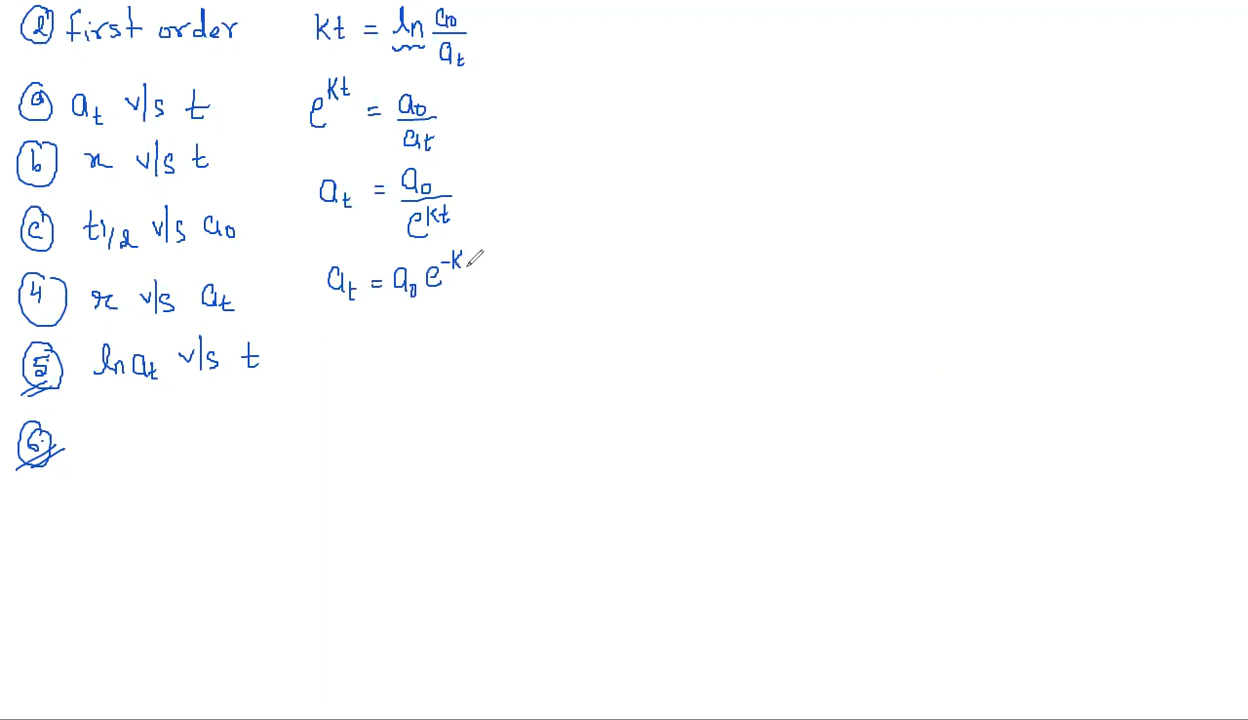 ② first order
ⓐ at v/s t
ⓑ x v/s t
ⓒ t1/2 v/s a0
④ r v/s at
⑤ ln at v/s t
⑥
Kt = ln a0/at
e^Kt = a0/at
at = a0/e^Kt
at = a0 e^-K